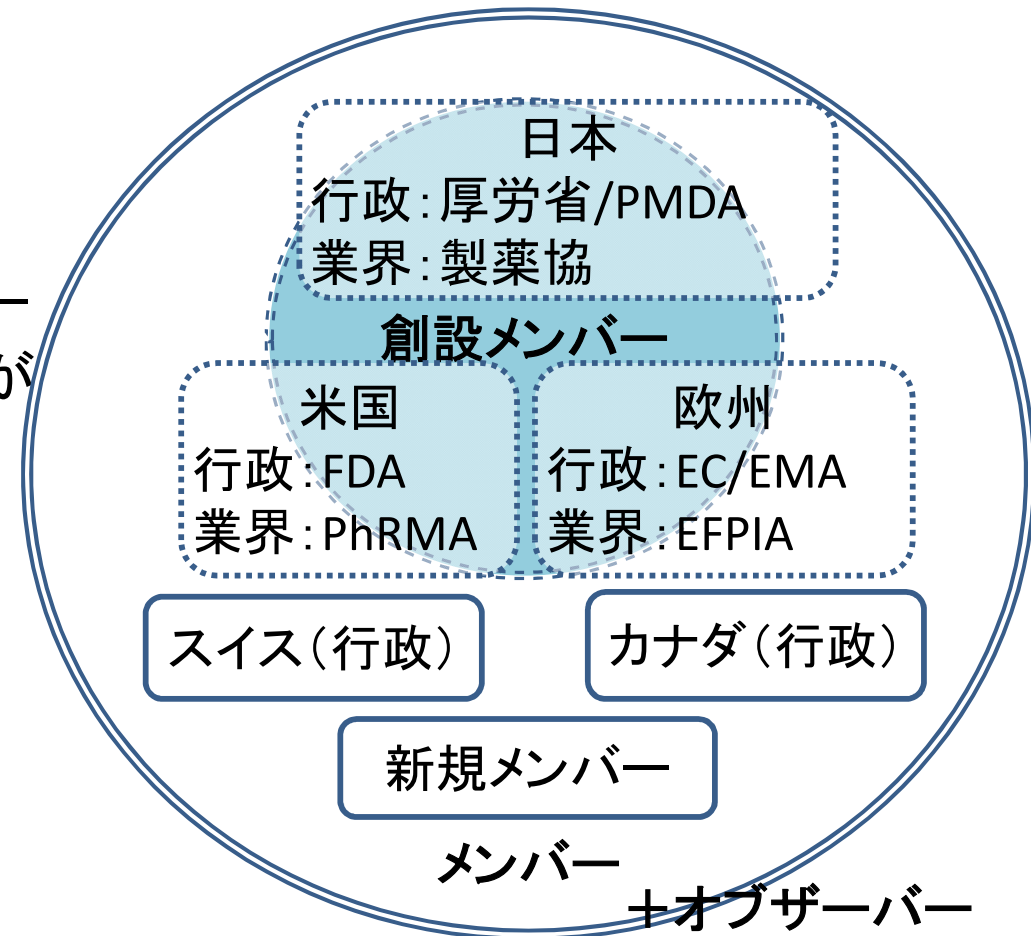 日本
行政：厚労省/PMDA
業界：製薬協
ー
が
創設メンバー
米国
行政：FDA
業界：PhRMA
欧州
行政：EC/EMA
業界：EFPIA
スイス（行政）
カナダ（行政）
新規メンバー
メンバー
＋オブザーバー